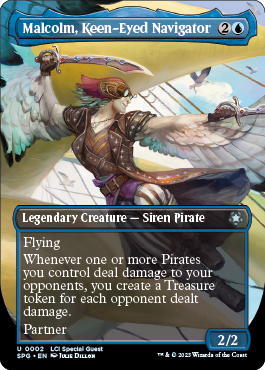 Malcolm, Keen-Eyed Navigator 2
Legendary Creature — Siren Pirate
Flying
Whenever one or more Pirates
you control deal damage to your
opponents, you create a Treasure
token for each opponent dealt
damage.
Partner
2/2
U 0002 LCI Special Guest
SPG • EN Julie Dillon
™ & © 2023 Wizards of the Coast